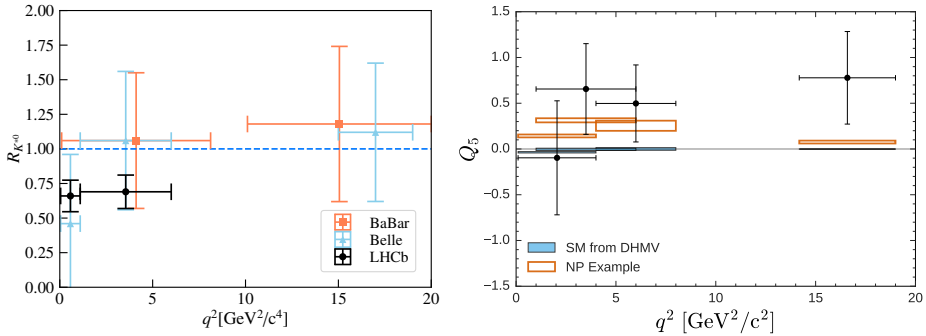 2.00
1.75
1.50
1.25
1.00
0.75
0.50
0.25
0.00
R_{K^{*0}}
BaBar
Belle
LHCb
0 5 10 15 20
q²[GeV²/c⁴]
1.5
1.0
0.5
0.0
−0.5
−1.0
−1.5
Q₅
SM from DHMV
NP Example
0 5 10 15 20
q² [GeV²/c²]